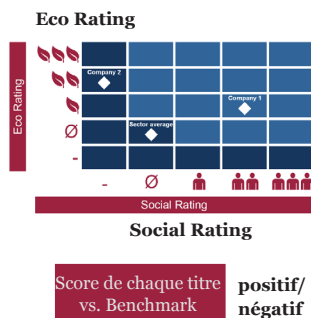 Eco Rating
Eco Rating
Company 2
Company 1
Ø
Sector average
-
- Ø
Social Rating
Social Rating
Score de chaque titre
vs. Benchmark
positif/
négatif